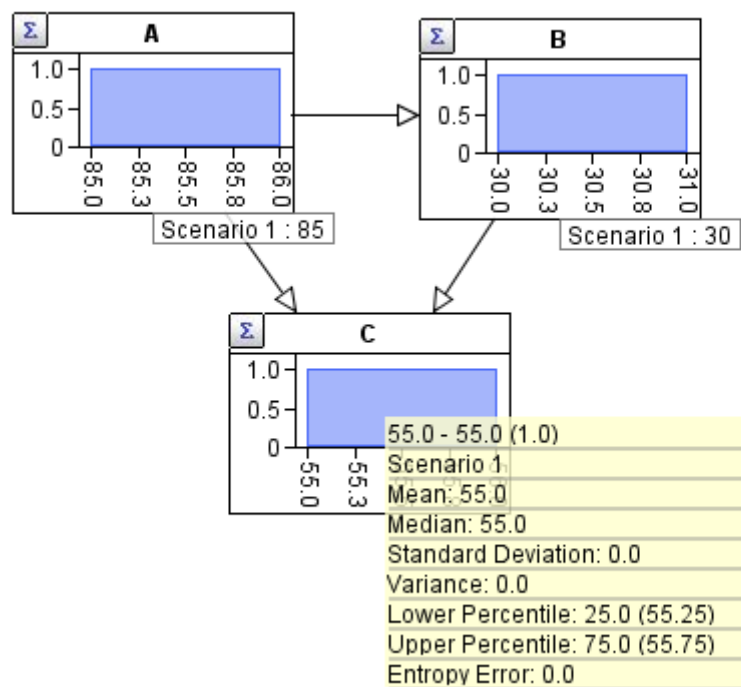 Σ A
1.0
0.5
0
85.0 85.3 85.5 85.8 86.0
Scenario 1 : 85
Σ B
1.0
0.5
0
30.0 30.3 30.5 30.8 31.0
Scenario 1 : 30
Σ C
1.0
0.5
0
55.0 55.3
55.0 - 55.0 (1.0)
Scenario 1
Mean: 55.0
Median: 55.0
Standard Deviation: 0.0
Variance: 0.0
Lower Percentile: 25.0 (55.25)
Upper Percentile: 75.0 (55.75)
Entropy Error: 0.0